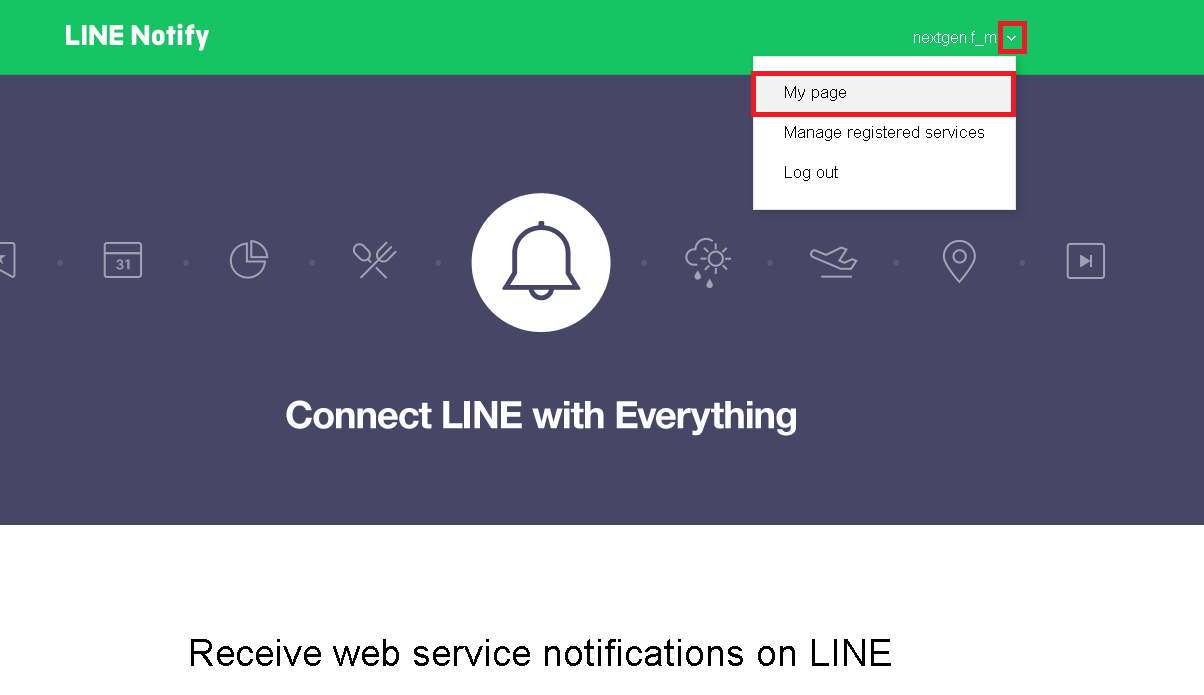 LINE Notify
nextgen.f_m
My page
Manage registered services
Log out
31
Connect LINE with Everything
Receive web service notifications on LINE